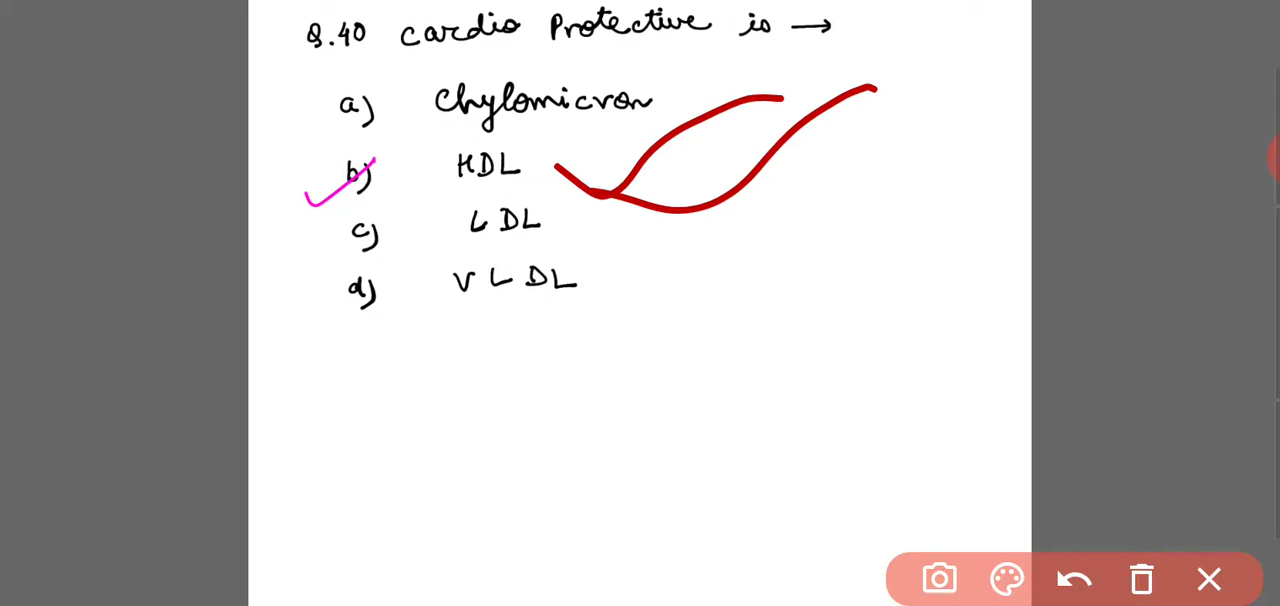 Q.40 Cardio Protective is →
a) Chylomicron
b) HDL
c) LDL
d) VLDL